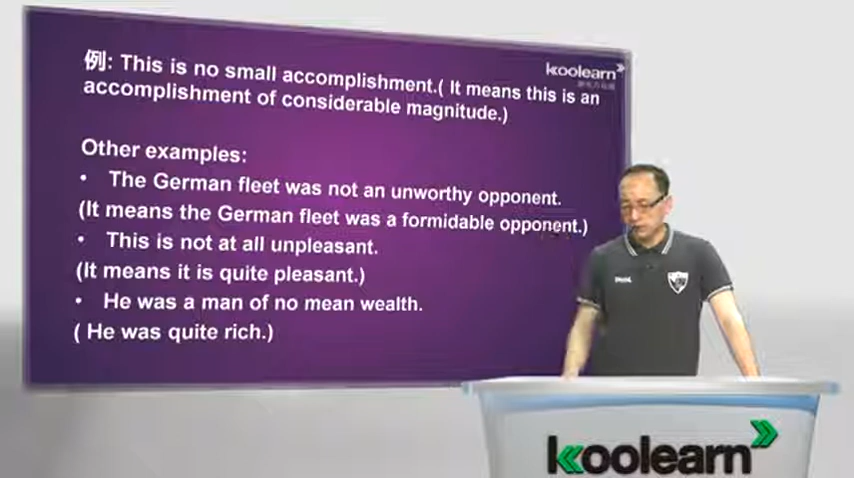 koolearn
例: This is no small accomplishment.( It means this is an
accomplishment of considerable magnitude.)
Other examples:
• The German fleet was not an unworthy opponent.
(It means the German fleet was a formidable opponent.)
• This is not at all unpleasant.
(It means it is quite pleasant.)
• He was a man of no mean wealth.
( He was quite rich.)
koolearn